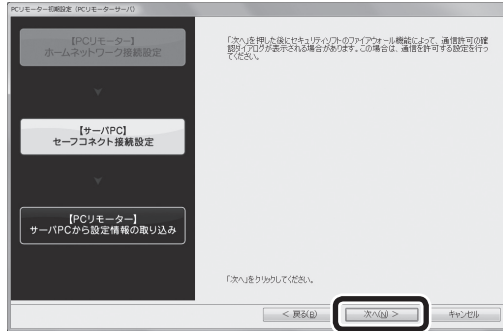 PCリモーター初期設定(PCリモーターサーバ)
【PCリモーター】
ホームネットワーク接続設定
【サーバPC】
セーフコネクト接続設定
【PCリモーター】
サーバPCから設定情報の取り込み
「次へ」を押した後にセキュリティソフトのファイアウォール機能によって、通信許可の確
認ダイアログが表示される場合があります。この場合は、通信を許可する設定を行っ
てください。
「次へ」をクリックしてください。
< 戻る(B)
次へ(N) >
キャンセル